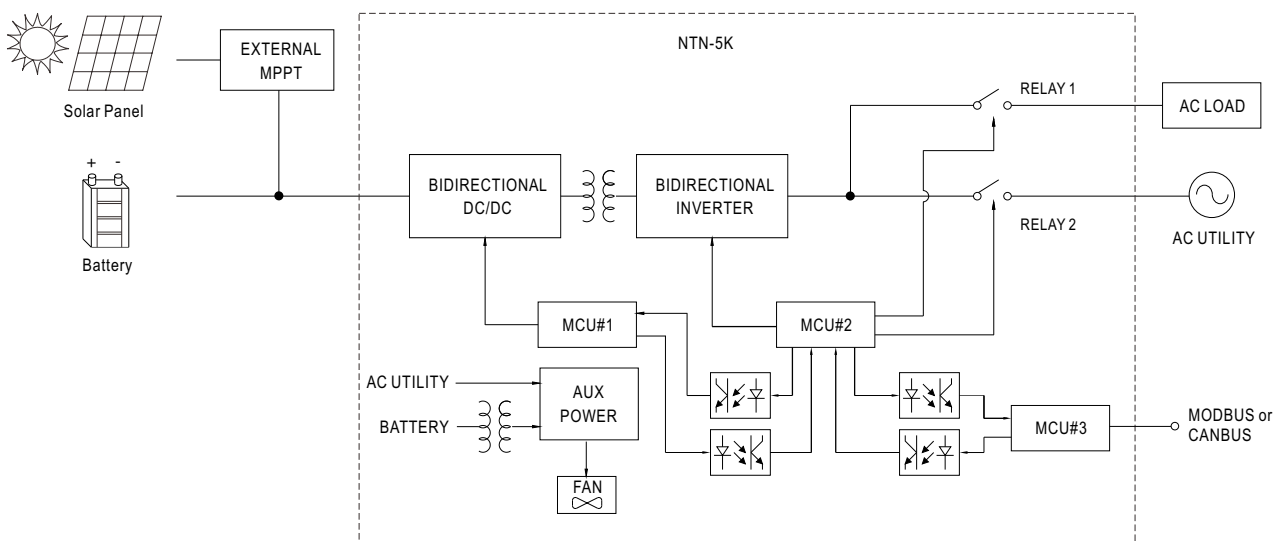 NTN-5K
EXTERNAL
MPPT
Solar Panel
RELAY 1
AC LOAD
+ -
Battery
BIDIRECTIONAL
DC/DC
BIDIRECTIONAL
INVERTER
RELAY 2
AC UTILITY
MCU#1
MCU#2
AC UTILITY
BATTERY
AUX
POWER
FAN
MCU#3
MODBUS or
CANBUS